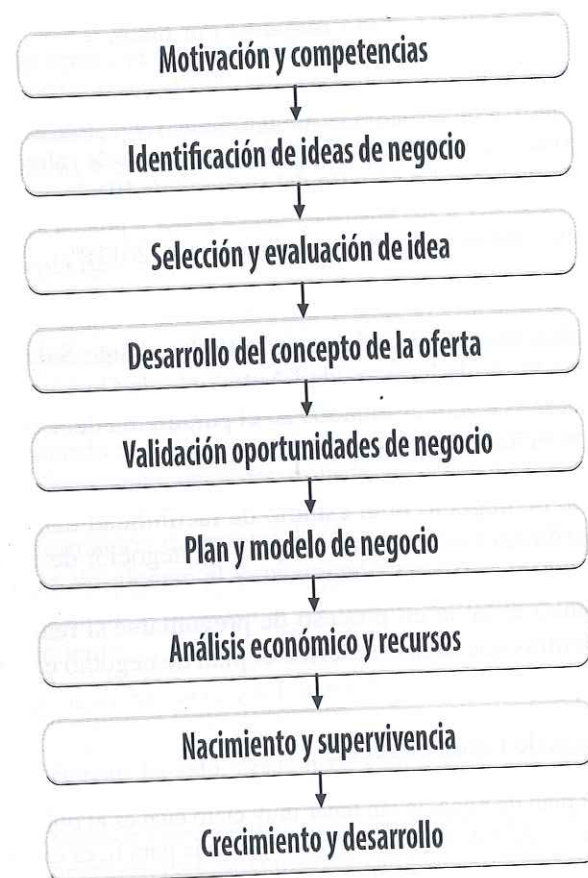 Motivación y competencias
Identificación de ideas de negocio
Selección y evaluación de idea
Desarrollo del concepto de la oferta
Validación oportunidades de negocio
Plan y modelo de negocio
Análisis económico y recursos
Nacimiento y supervivencia
Crecimiento y desarrollo